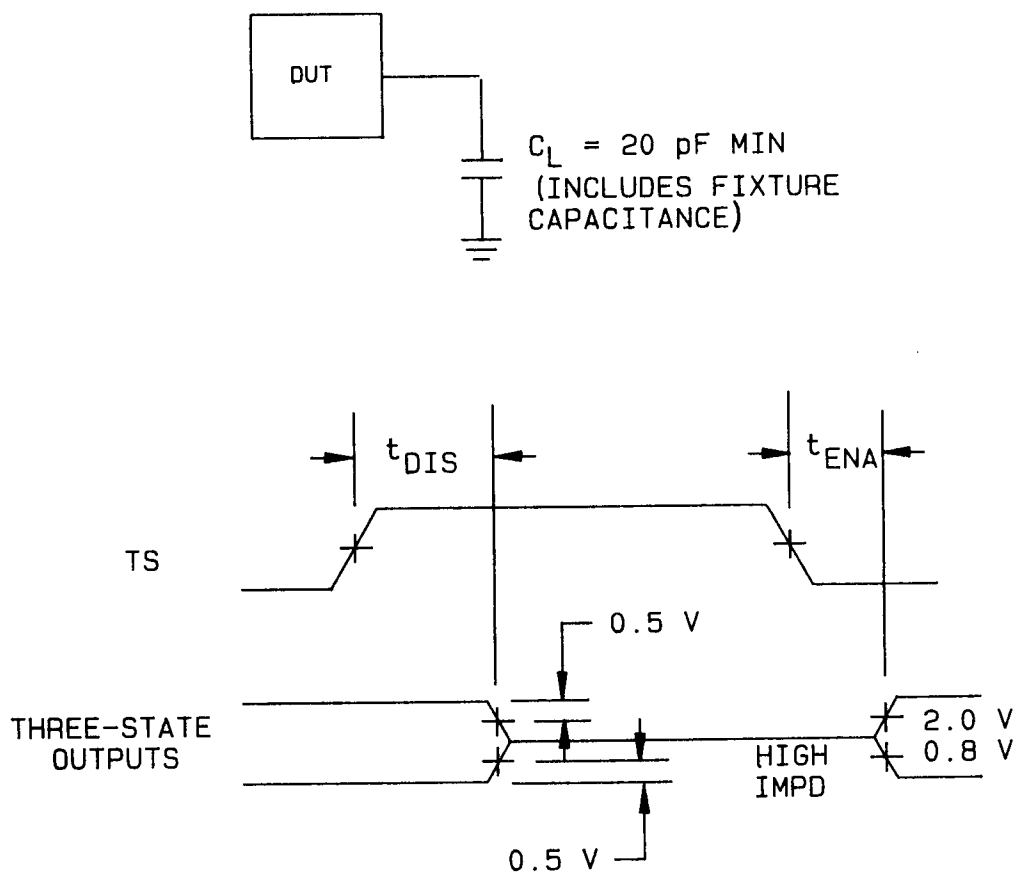 DUT
C_L = 20 pF MIN
(INCLUDES FIXTURE
CAPACITANCE)
t_DIS
t_ENA
TS
0.5 V
THREE-STATE
OUTPUTS
HIGH
IMPD
2.0 V
0.8 V
0.5 V